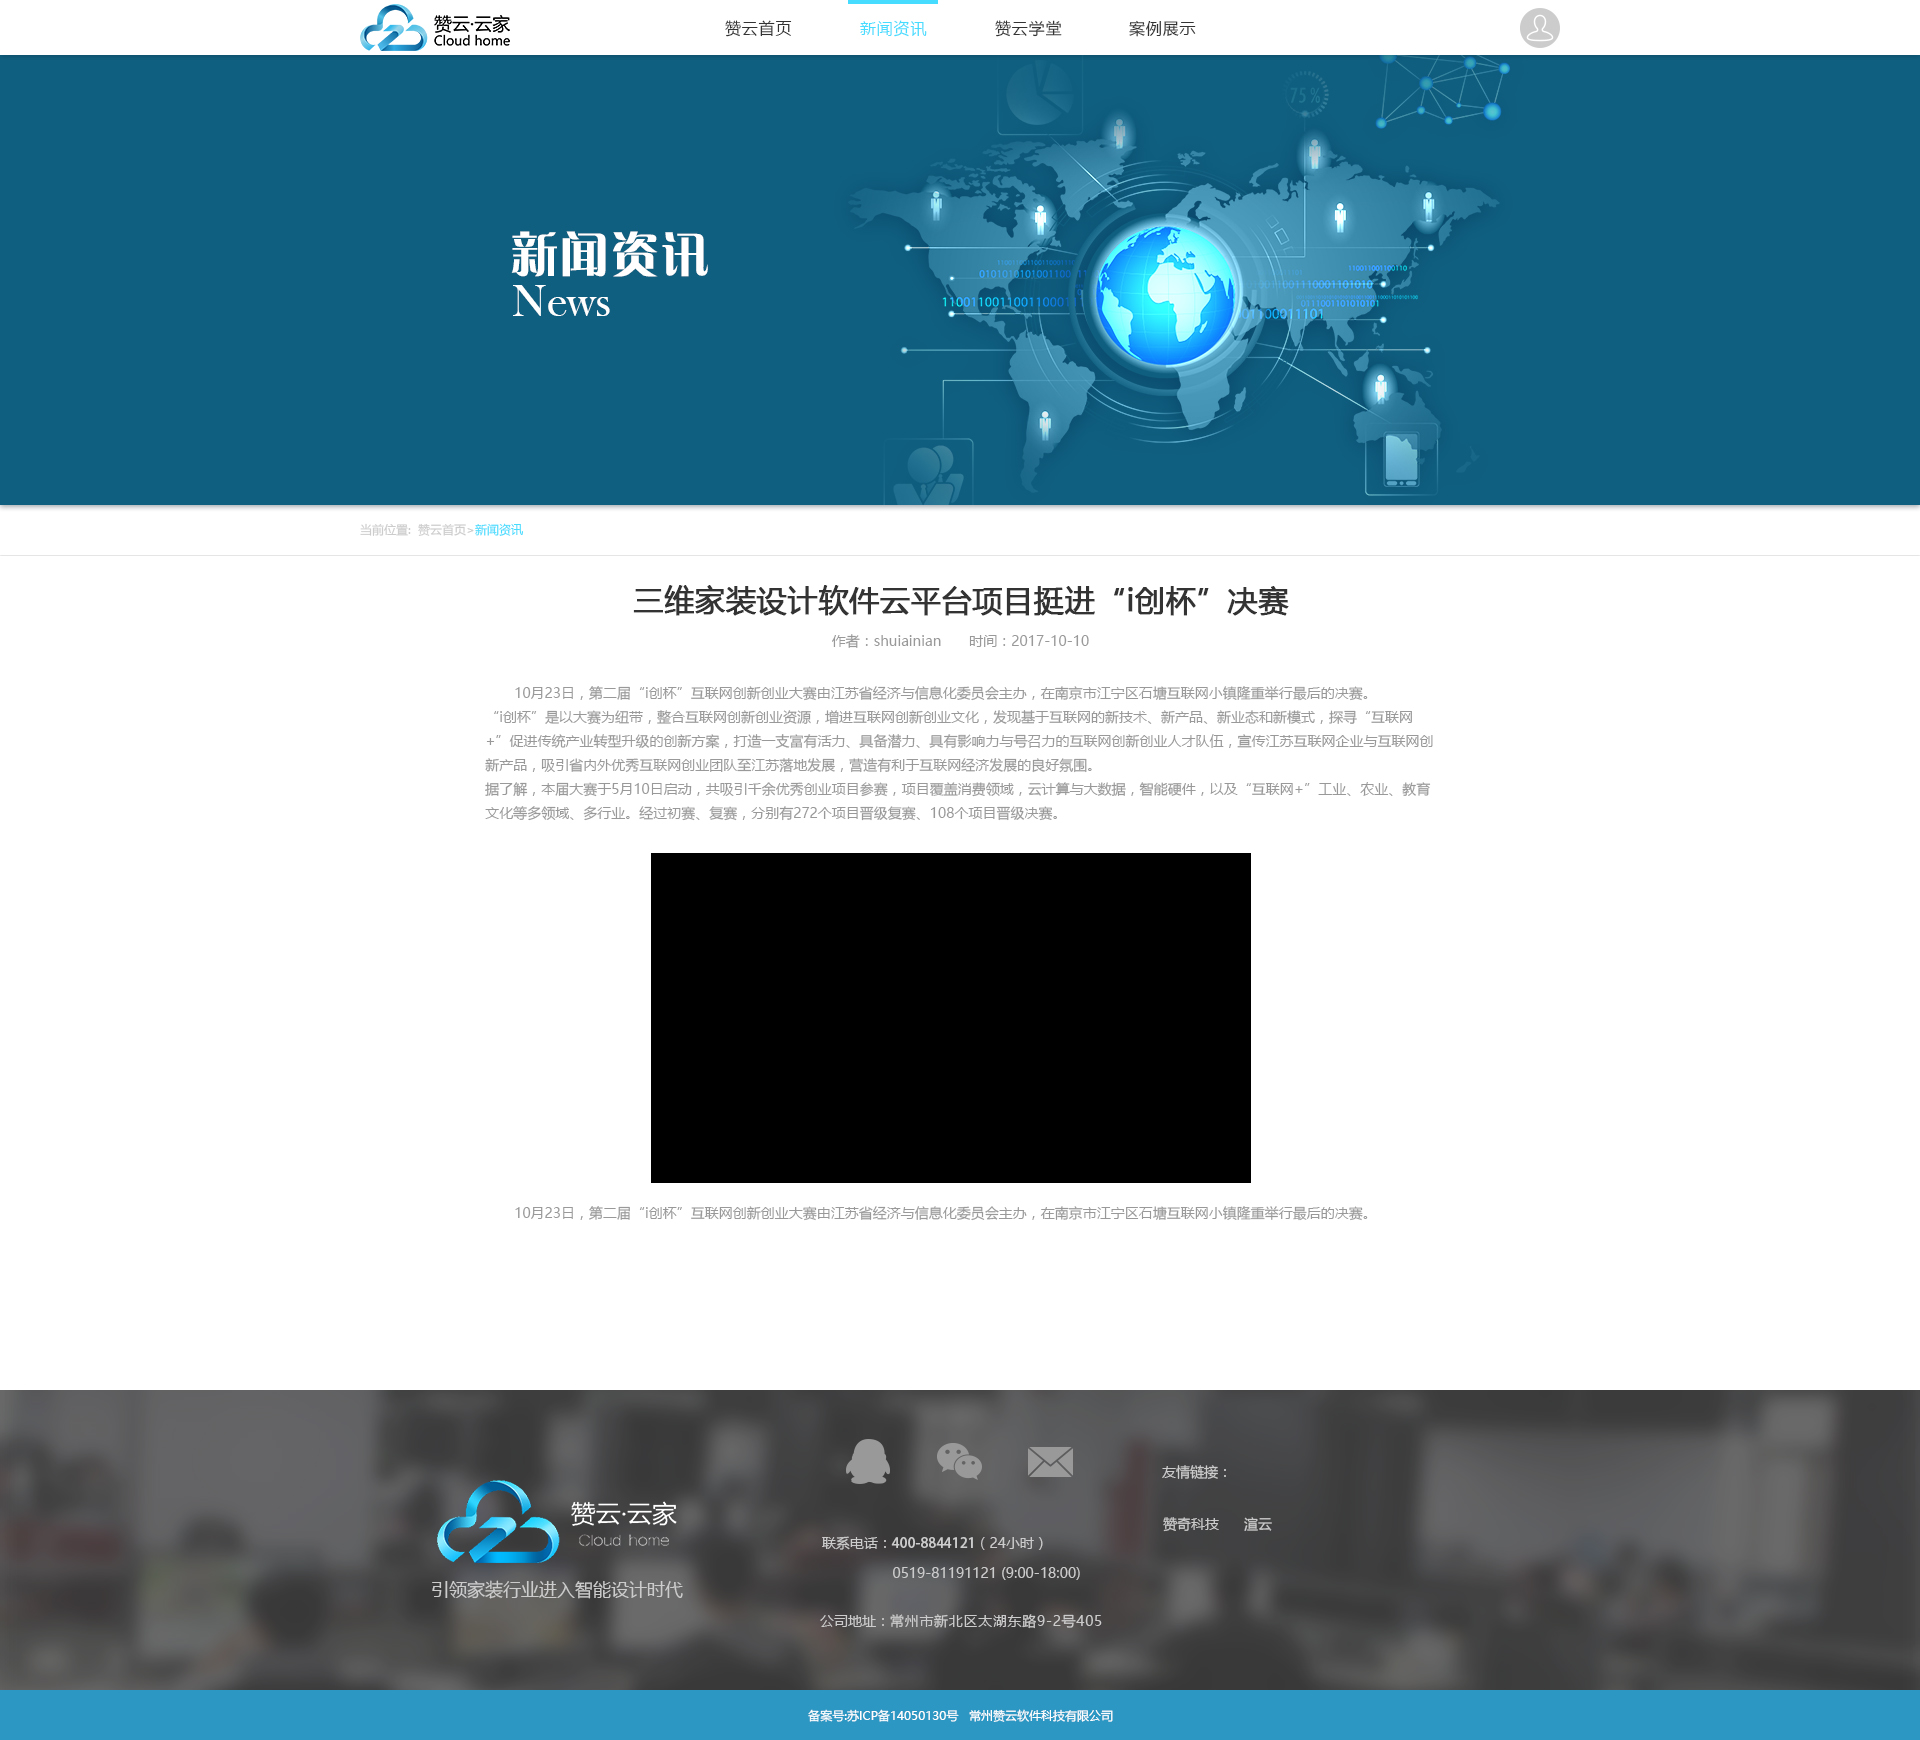 赞云·云家
Cloud home
赞云首页 新闻资讯 赞云学堂 案例展示
75%
新闻资讯
News
010101010100110011
110011001100110001
110011001100110
00111001101010101
01100011101
当前位置：赞云首页>新闻资讯
三维家装设计软件云平台项目挺进“i创杯”决赛
作者：shuiainian 时间：2017-10-10
10月23日，第二届“i创杯”互联网创新创业大赛由江苏省经济与信息化委员会主办，在南京市江宁区石塘互联网小镇隆重举行最后的决赛。
“i创杯”是以大赛为纽带，整合互联网创新创业资源，增进互联网创新创业文化，发现基于互联网的新技术、新产品、新业态和新模式，探寻“互联网
+”促进传统产业转型升级的创新方案，打造一支富有活力、具备潜力、具有影响力与号召力的互联网创新创业人才队伍，宣传江苏互联网企业与互联网创
新产品，吸引省内外优秀互联网创业团队至江苏落地发展，营造有利于互联网经济发展的良好氛围。
据了解，本届大赛于5月10日启动，共吸引千余优秀创业项目参赛，项目覆盖消费领域，云计算与大数据，智能硬件，以及“互联网+”工业、农业、教育
文化等多领域、多行业。经过初赛、复赛，分别有272个项目晋级复赛、108个项目晋级决赛。
10月23日，第二届“i创杯”互联网创新创业大赛由江苏省经济与信息化委员会主办，在南京市江宁区石塘互联网小镇隆重举行最后的决赛。
赞云·云家
Cloud home
引领家装行业进入智能设计时代
联系电话：400-8844121（24小时）
0519-81191121 (9:00-18:00)
公司地址：常州市新北区太湖东路9-2号405
友情链接：
赞奇科技 渲云
备案号:苏ICP备14050130号 常州赞云软件科技有限公司